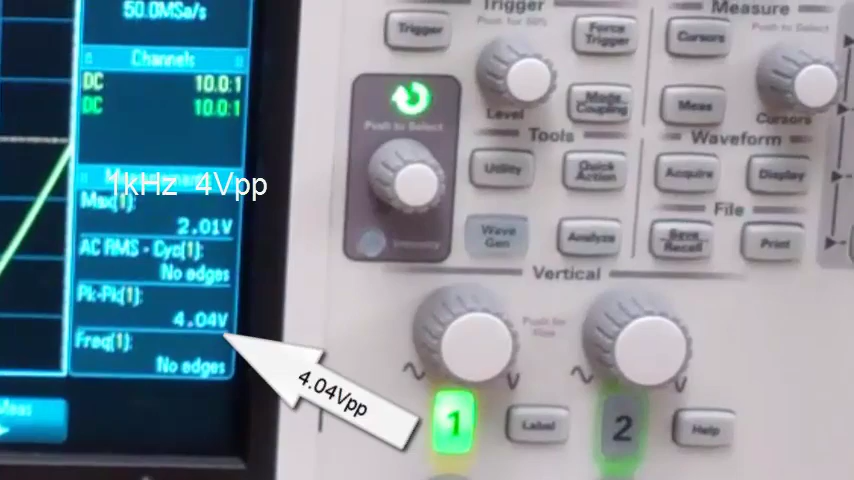 50.0MSa/s
Channels
DC 10.0:1
DC 10.0:1
1kHz 4Vpp
Max(1):
2.01V
AC RMS - Cyc(1):
No edges
Pk-Pk(1):
4.04V
Freq(1):
No edges
Meas
4.04Vpp
Trigger
Push for 50%
Trigger
Force
Trigger
Level
Mode
Coupling
Measure
Push to Select
Cursors
Meas
Cursors
Push to Select
Intensity
Tools
Utility
Quick
Action
Wave
Gen
Analyze
Waveform
Acquire
Display
File
Save
Recall
Print
Vertical
Push for
Fine
1
Label
2
Help